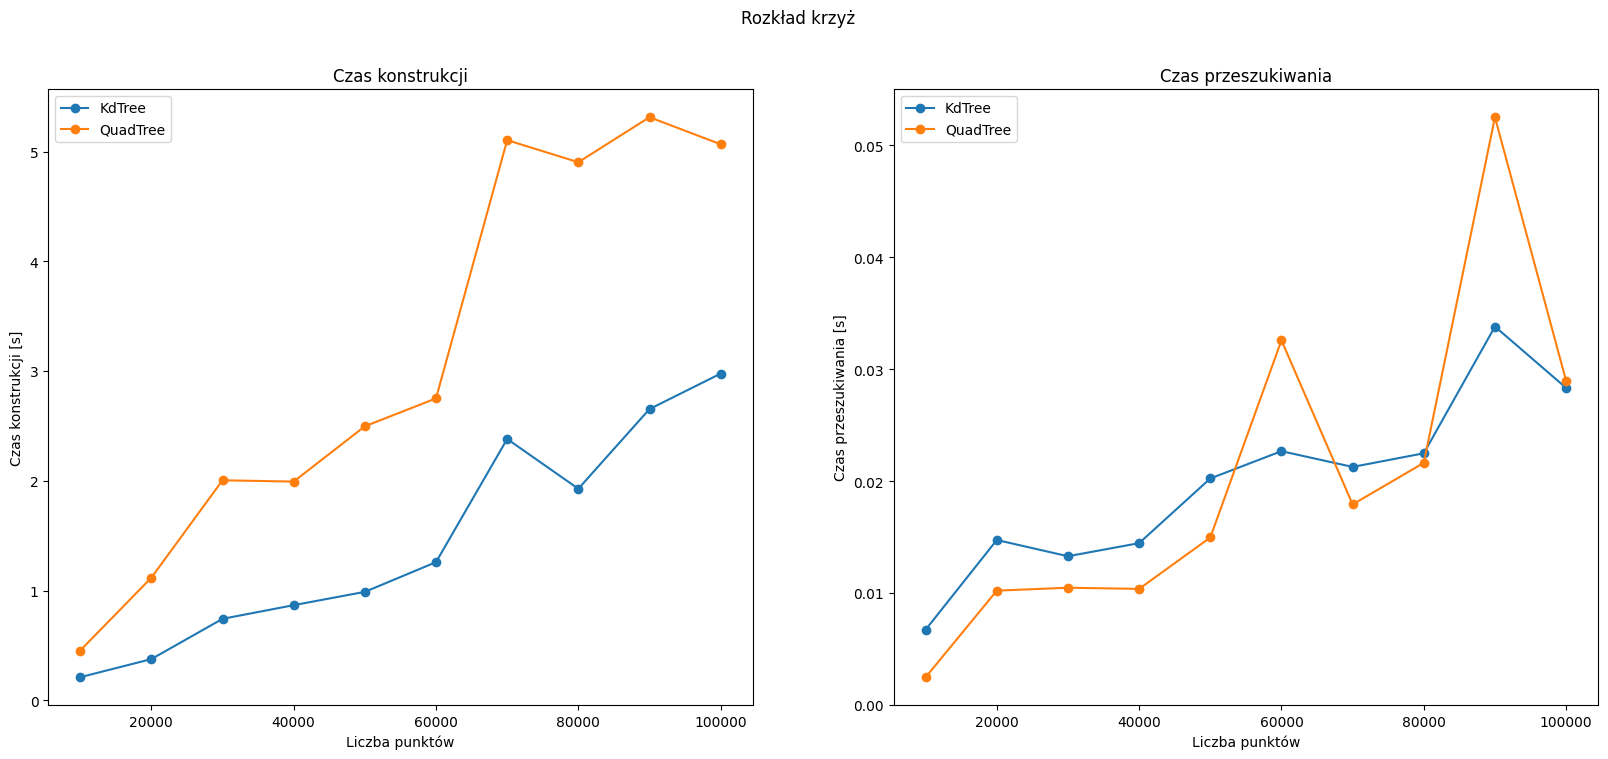 Rozkład krzyż
Czas konstrukcji
KdTree
QuadTree
5
4
3
2
1
0
Czas konstrukcji [s]
20000
40000
60000
80000
100000
Liczba punktów
Czas przeszukiwania
KdTree
QuadTree
0.05
0.04
0.03
0.02
0.01
0.00
Czas przeszukiwania [s]
20000
40000
60000
80000
100000
Liczba punktów